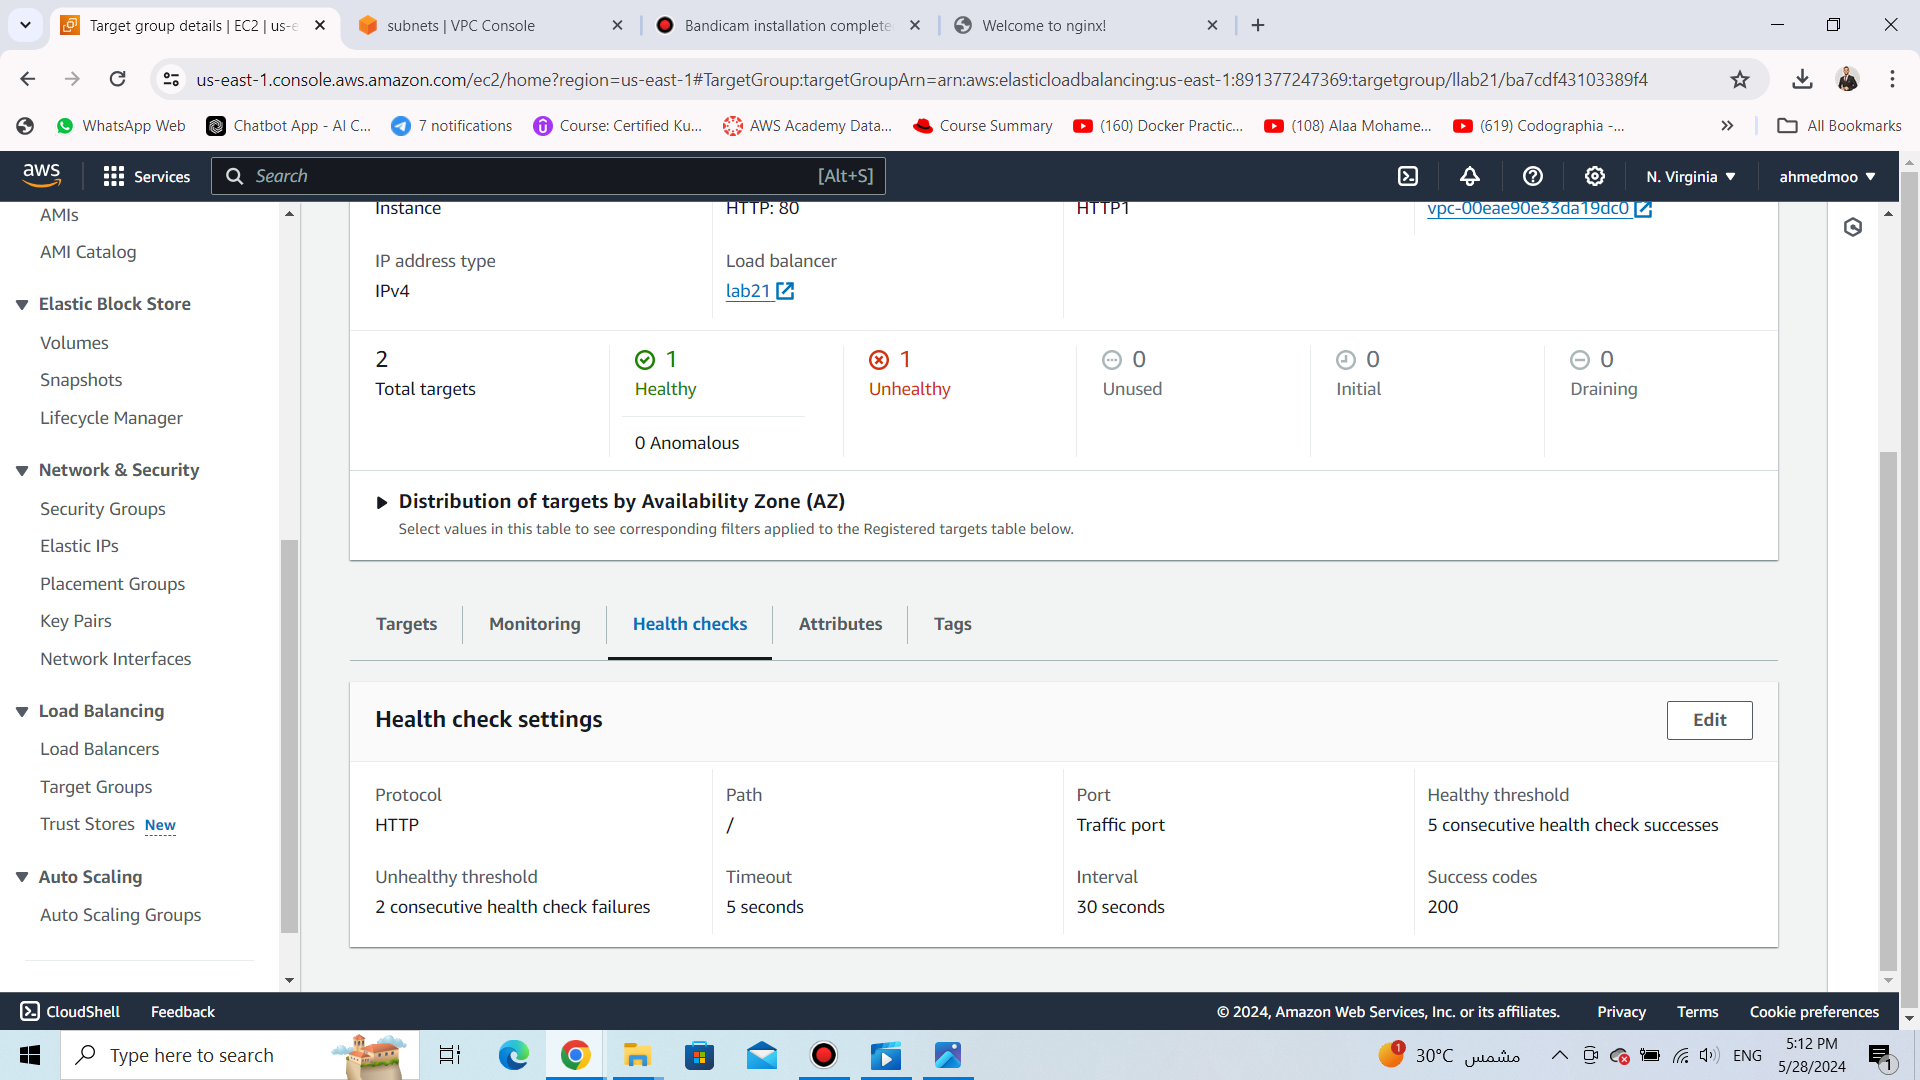 Target group details | EC2 | us-e
subnets | VPC Console
Bandicam installation complete
Welcome to nginx!
us-east-1.console.aws.amazon.com/ec2/home?region=us-east-1#TargetGroup:targetGroupArn=arn:aws:elasticloadbalancing:us-east-1:891377247369:targetgroup/llab21/ba7cdf43103389f4
WhatsApp Web
Chatbot App - AI C...
7 notifications
Course: Certified Ku...
AWS Academy Data...
Course Summary
(160) Docker Practic...
(108) Alaa Mohame...
(619) Codographia -...
All Bookmarks
aws
Services
Search
[Alt+S]
N. Virginia
ahmedmoo
AMIs
AMI Catalog
Elastic Block Store
Volumes
Snapshots
Lifecycle Manager
Network & Security
Security Groups
Elastic IPs
Placement Groups
Key Pairs
Network Interfaces
Load Balancing
Load Balancers
Target Groups
Trust Stores New
Auto Scaling
Auto Scaling Groups
Instance
HTTP: 80
HTTP1
vpc-00eae90e33da19dc0
IP address type
IPv4
Load balancer
lab21
2
Total targets
1
Healthy
0 Anomalous
1
Unhealthy
0
Unused
0
Initial
0
Draining
Distribution of targets by Availability Zone (AZ)
Select values in this table to see corresponding filters applied to the Registered targets table below.
Targets
Monitoring
Health checks
Attributes
Tags
Health check settings
Edit
Protocol
HTTP
Path
/
Port
Traffic port
Healthy threshold
5 consecutive health check successes
Unhealthy threshold
2 consecutive health check failures
Timeout
5 seconds
Interval
30 seconds
Success codes
200
CloudShell
Feedback
© 2024, Amazon Web Services, Inc. or its affiliates.
Privacy
Terms
Cookie preferences
Type here to search
1
30°C مشمس
ENG
5:12 PM
5/28/2024
1